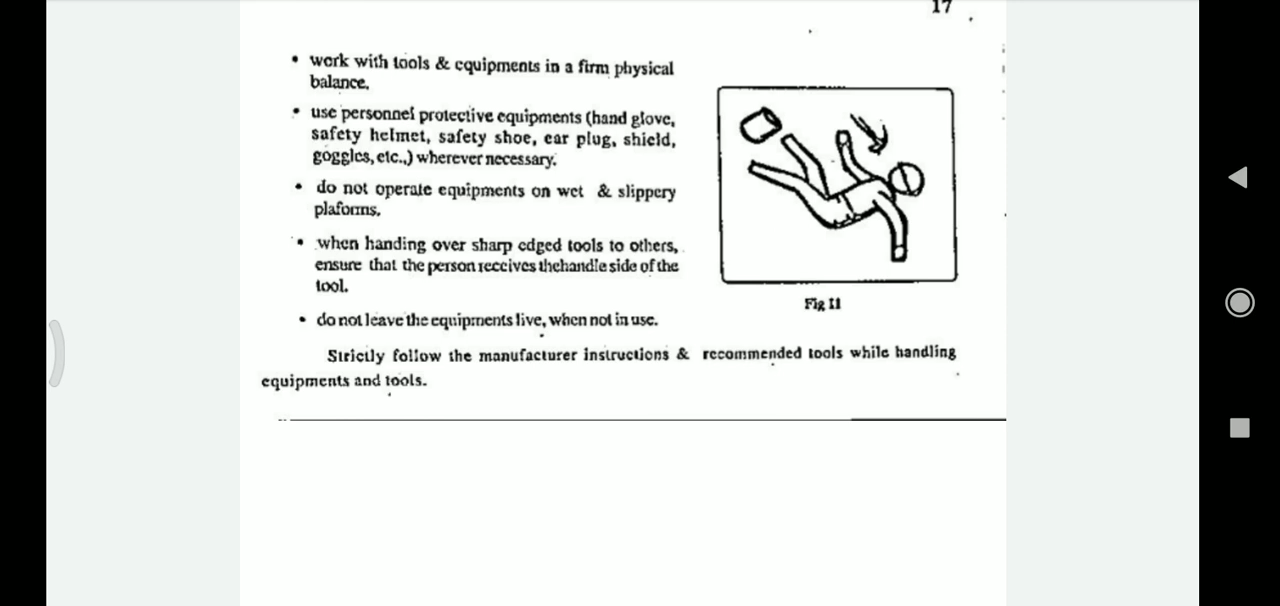 17
• work with tools & equipments in a firm physical
balance.
• use personnel protective equipments (hand glove,
safety helmet, safety shoe, ear plug, shield,
goggles, etc.,) wherever necessary.
• do not operate equipments on wet & slippery
plaforms.
• when handing over sharp edged tools to others,
ensure that the person receives thehandle side of the
tool.
• do not leave the equipments live, when not in use.
Fig 11
Strictly follow the manufacturer instructions & recommended tools while handling
equipments and tools.